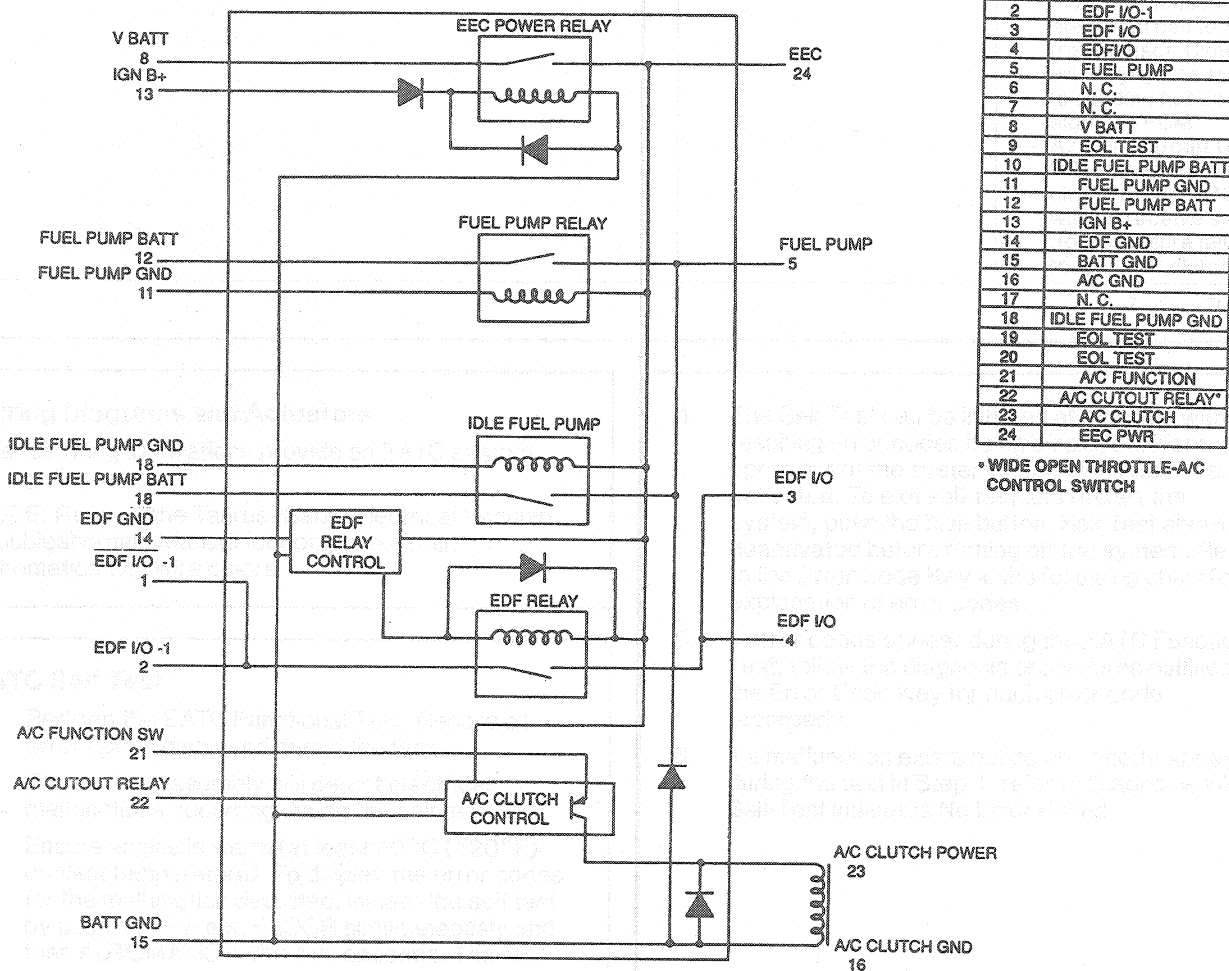 EEC POWER RELAY
V BATT
8
IGN B+
13
EEC
24
FUEL PUMP RELAY
FUEL PUMP BATT
12
FUEL PUMP GND
11
FUEL PUMP
5
IDLE FUEL PUMP
IDLE FUEL PUMP GND
18
IDLE FUEL PUMP BATT
18
EDF GND
14
EDF I/O -1
1
EDF
RELAY
CONTROL
EDF I/O
3
EDF RELAY
EDF I/O
4
EDF I/O -1
2
A/C FUNCTION SW
21
A/C CUTOUT RELAY
22
A/C CLUTCH
CONTROL
A/C CLUTCH POWER
23
BATT GND
15
A/C CLUTCH GND
16
2 EDF I/O-1
3 EDF I/O
4 EDFI/O
5 FUEL PUMP
6 N. C.
7 N. C.
8 V BATT
9 EOL TEST
10 IDLE FUEL PUMP BATT
11 FUEL PUMP GND
12 FUEL PUMP BATT
13 IGN B+
14 EDF GND
15 BATT GND
16 A/C GND
17 N. C.
18 IDLE FUEL PUMP GND
19 EOL TEST
20 EOL TEST
21 A/C FUNCTION
22 A/C CUTOUT RELAY*
23 A/C CLUTCH
24 EEC PWR
* WIDE OPEN THROTTLE-A/C
CONTROL SWITCH